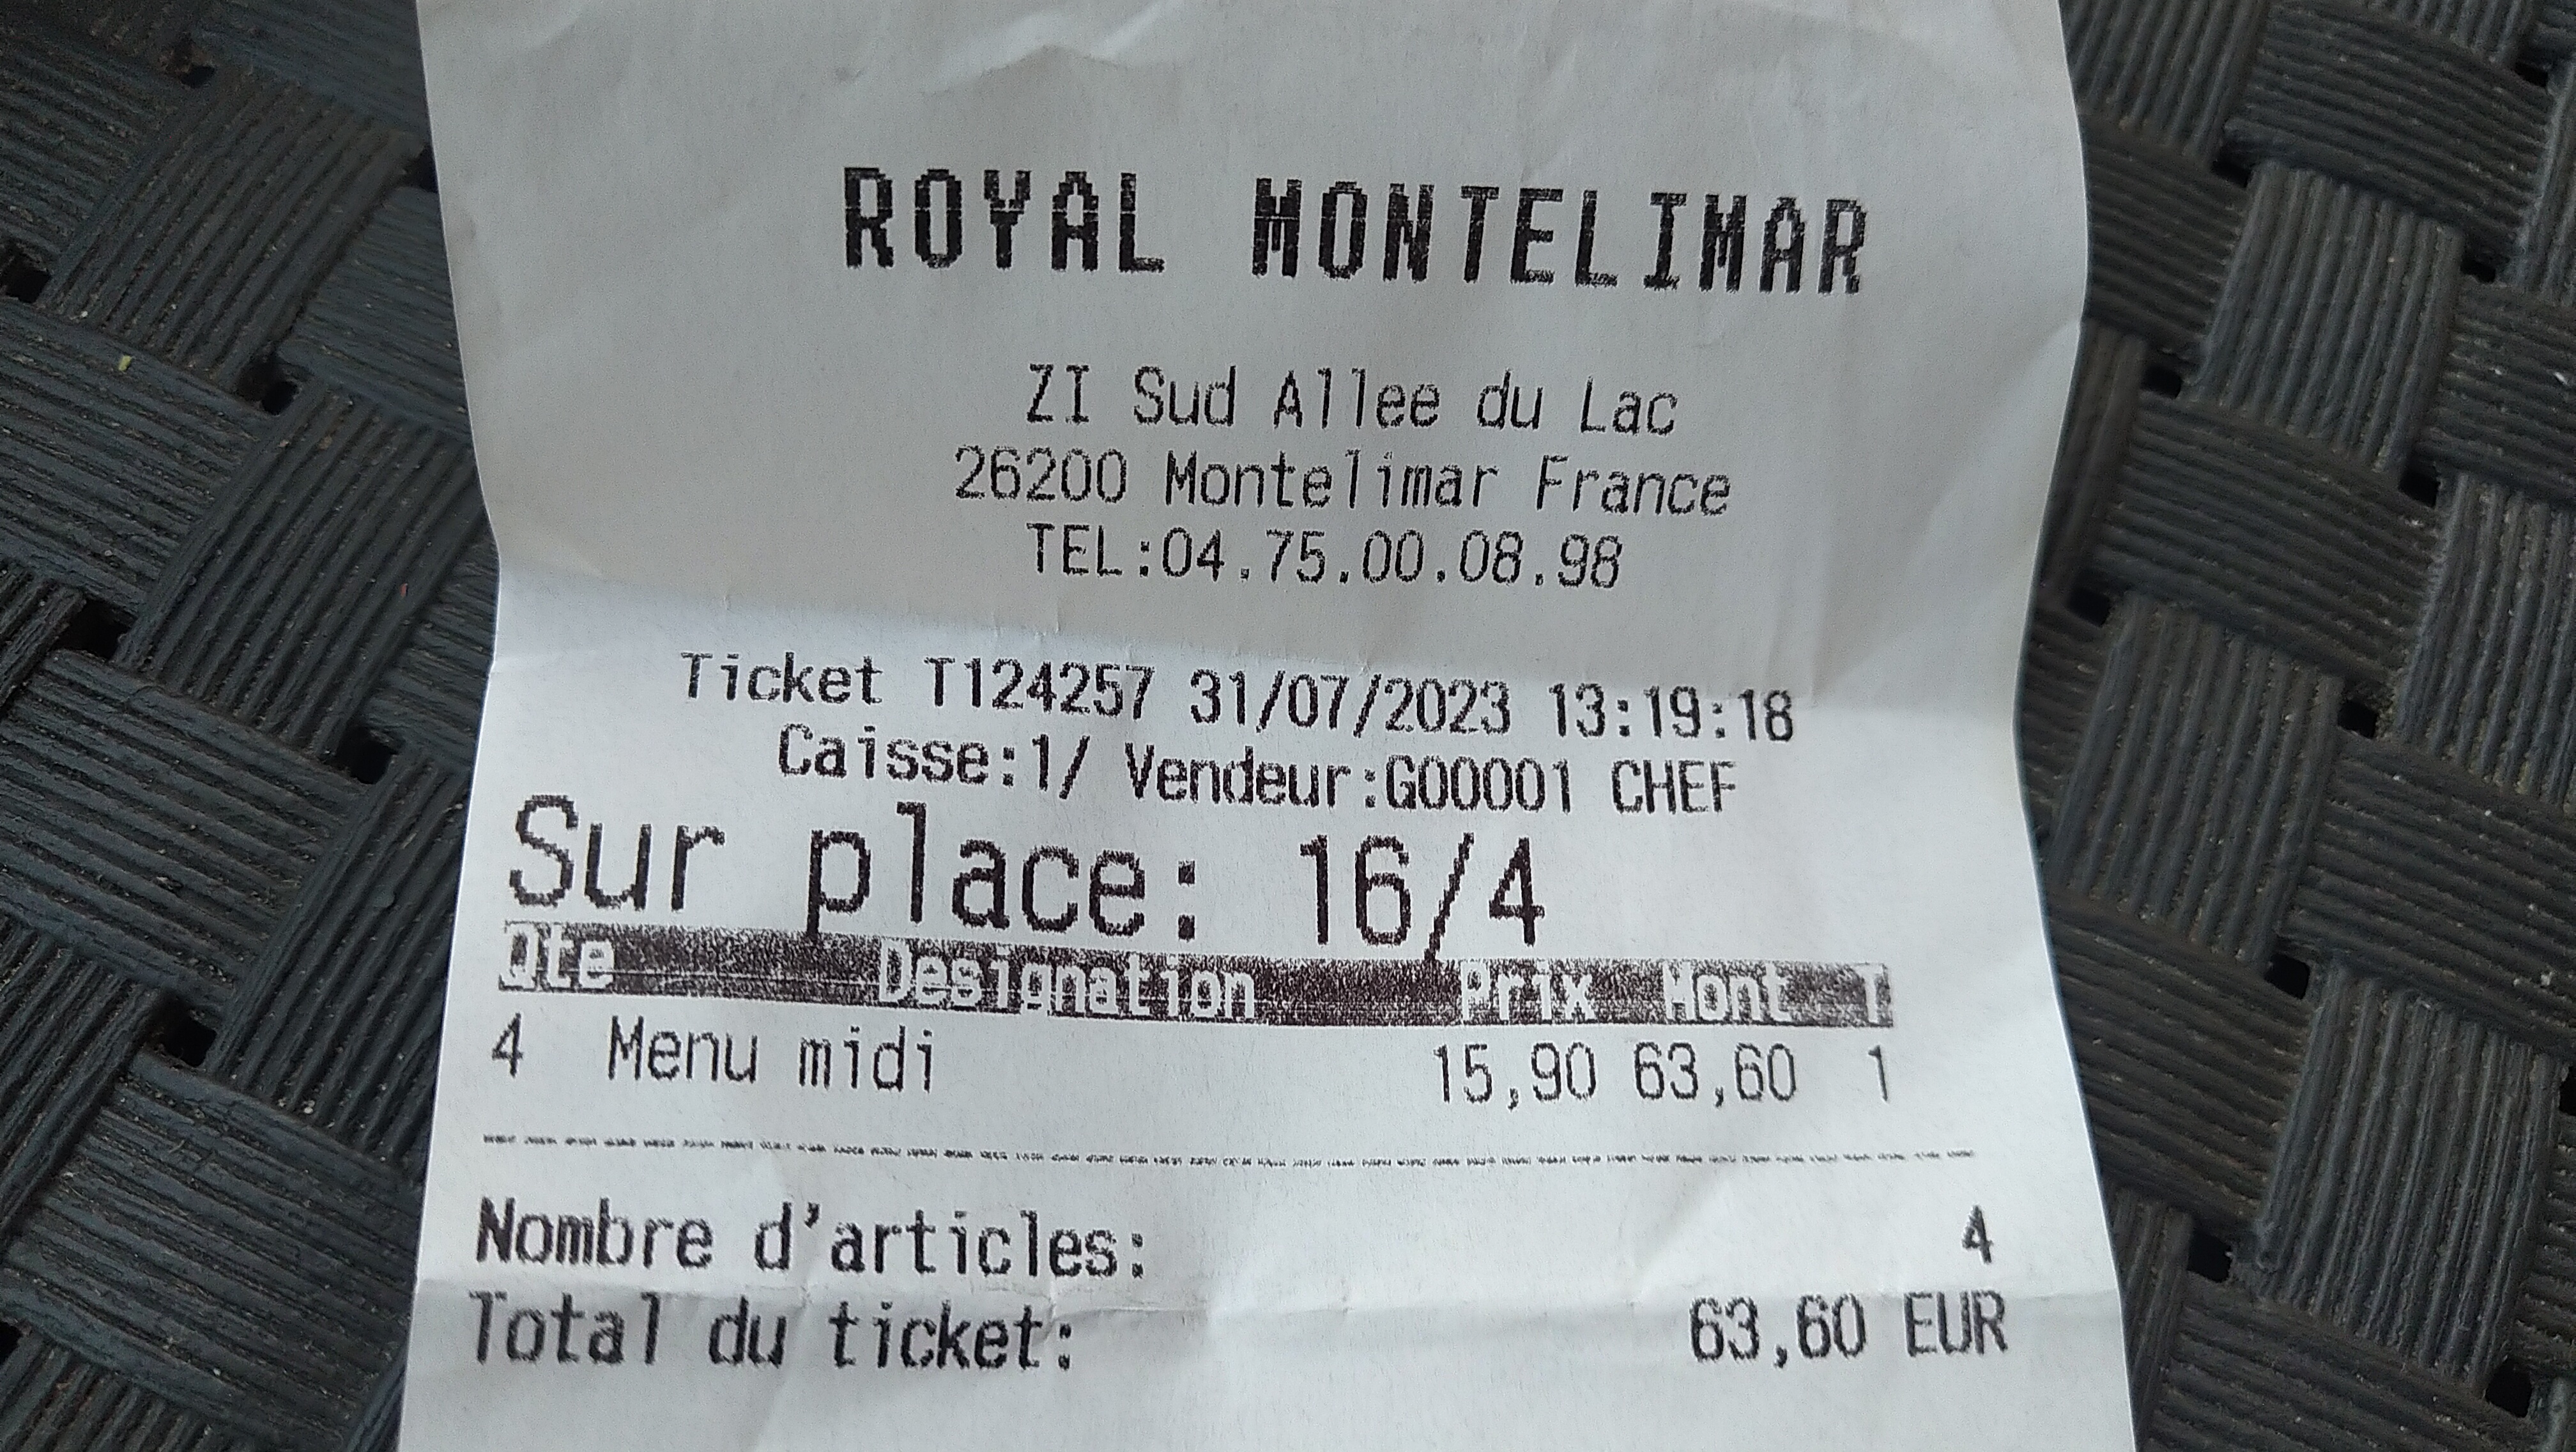 ROYAL MONTELIMAR
ZI Sud Allee du Lac
26200 Montelimar France
TEL:04.75.00.08.98
Ticket T124257 31/07/2023 13:19:18
Caisse:1/ Vendeur:G00001 CHEF
Sur place: 16/4
Qte Designation Prix Mont T
4 Menu midi 15,90 63,60 1
Nombre d'articles: 4
Total du ticket: 63,60 EUR